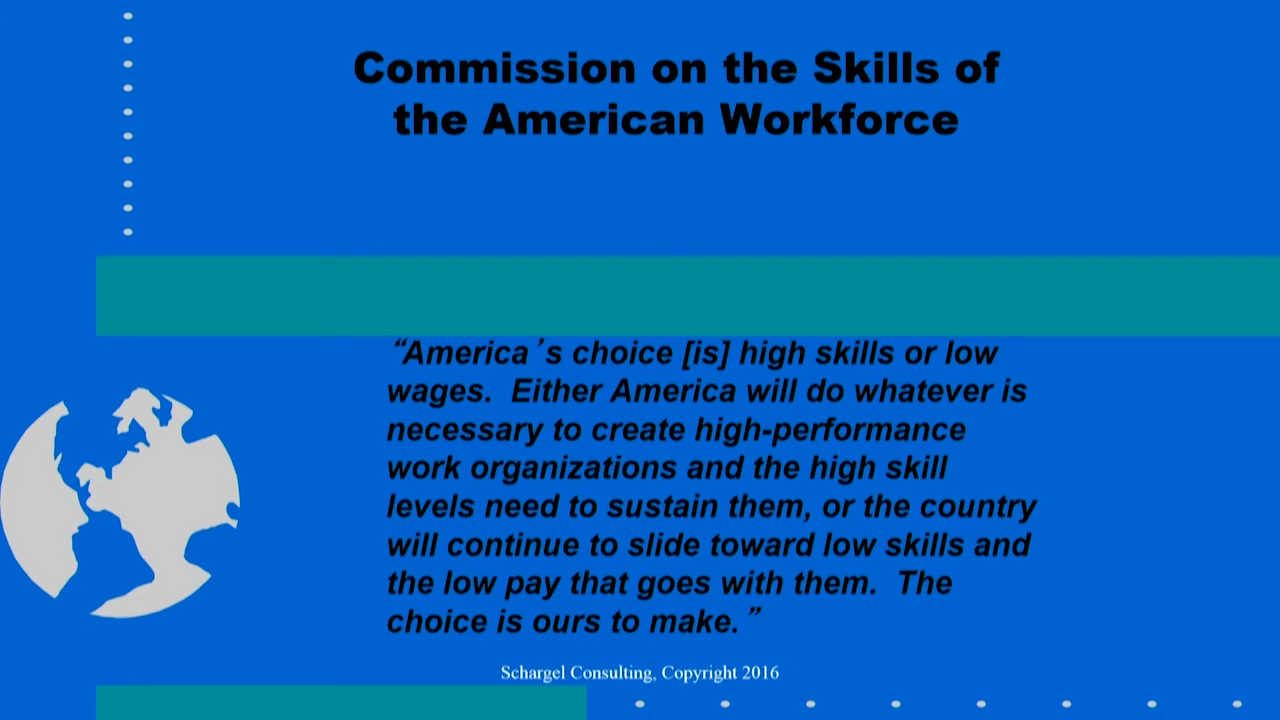 Commission on the Skills of
the American Workforce
“America’s choice [is] high skills or low
wages.  Either America will do whatever is
necessary to create high-performance
work organizations and the high skill
levels need to sustain them, or the country
will continue to slide toward low skills and
the low pay that goes with them.  The
choice is ours to make.”
Schargel Consulting, Copyright 2016